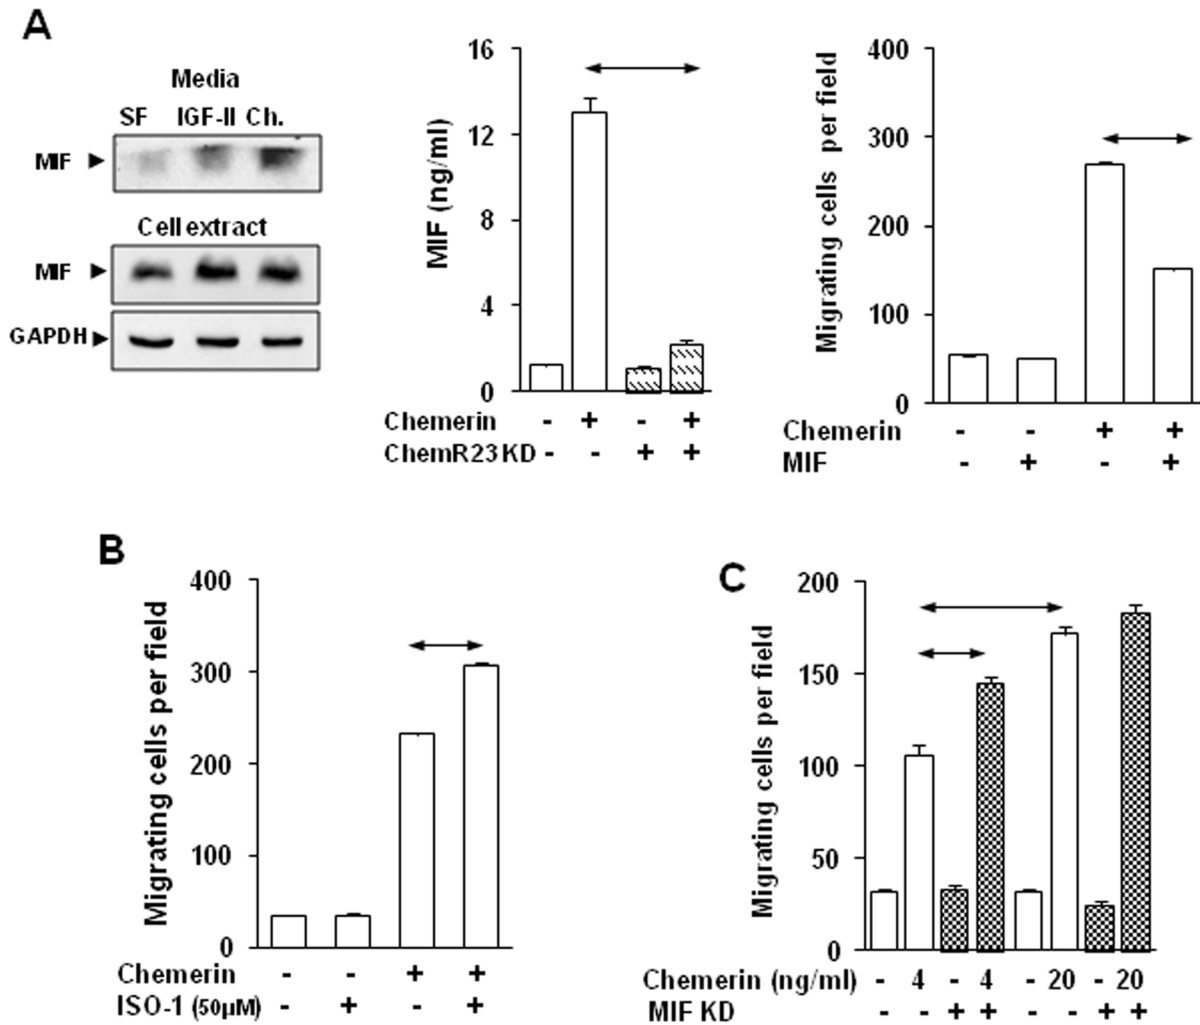 A
Media
SF IGF-II Ch.
MIF
Cell extract
MIF
GAPDH
16
12
8
4
0
MIF (ng/ml)
Chemerin - + - +
ChemR23 KD - - + +
400
300
200
100
0
Migrating cells per field
Chemerin - - + +
MIF - + - +
B
400
300
200
100
0
Migrating cells per field
Chemerin - - + +
ISO-1 (50µM) - + - +
C
200
150
100
50
0
Migrating cells per field
Chemerin (ng/ml) - 4 - 4 - 20 - 20
MIF KD - - + + - - + +